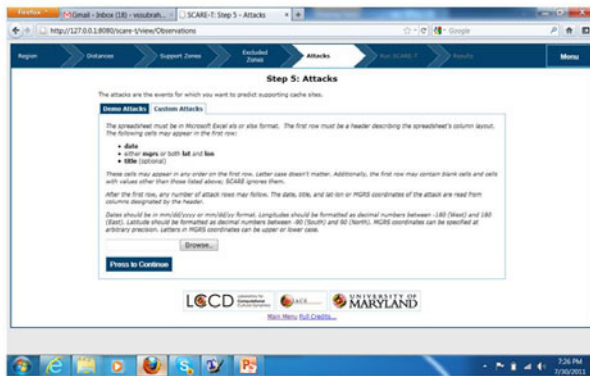 Firefox
Gmail - Inbox (18) - vssubrah...
SCARE-T: Step 5 - Attacks
http://127.0.0.1:8080/scare-t/view/Observations
Google
Region
Distances
Support Zones
Excluded
Zones
Attacks
Run SCARE-T
Results
Menu
Step 5: Attacks
The attacks are the events for which you want to predict supporting cache sites.
Demo Attacks
Custom Attacks
The spreadsheet must be in Microsoft Excel xls or xlsx format. The first row must be a header describing the spreadsheet's column layout.
The following cells may appear in the first row:
• date
• either mgrs or both lat and lon
• title (optional)
These cells may appear in any order on the first row. Letter case doesn't matter. Additionally, the first row may contain blank cells and cells
with values other than those listed above; SCARE ignores them.
After the first row, any number of attack rows may follow. The date, title, and lat-lon or MGRS coordinates of the attack are read from
columns designated by the header.
Dates should be in mm/dd/yyyy or mm/dd/yy format. Longitudes should be formatted as decimal numbers between -180 (West) and 180
(East). Latitude should be formatted as decimal numbers between -90 (South) and 90 (North). MGRS coordinates can be specified at
arbitrary precision. Letters in MGRS coordinates can be upper or lower case.
Browse...
Press to Continue
LCCD
Laboratory for
Computational
Cultural Dynamics
UNIVERSITY OF
MARYLAND
Main Menu Full Credits...
7:26 PM
7/30/2011